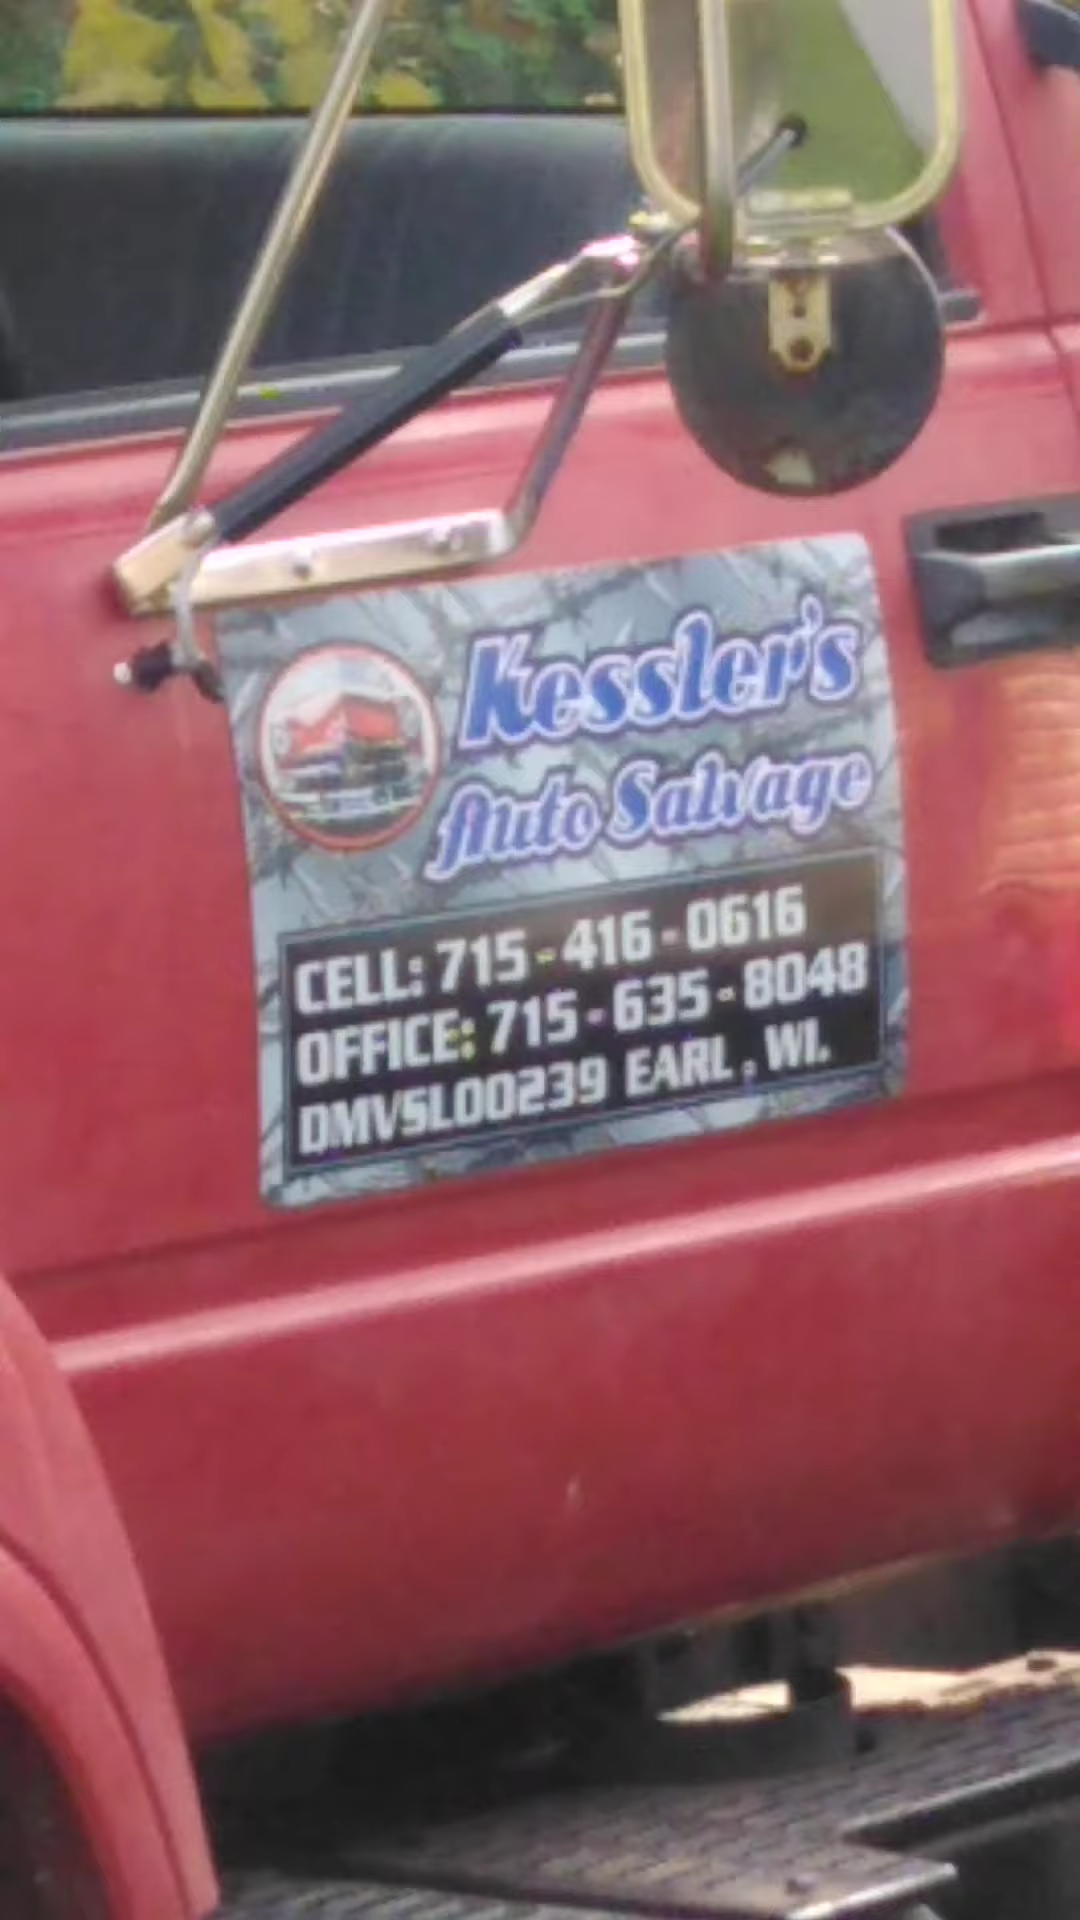 Kessler's
Auto Salvage
CELL: 715-416-0616
OFFICE: 715-635-8048
DMVSL00239 EARL, WI.